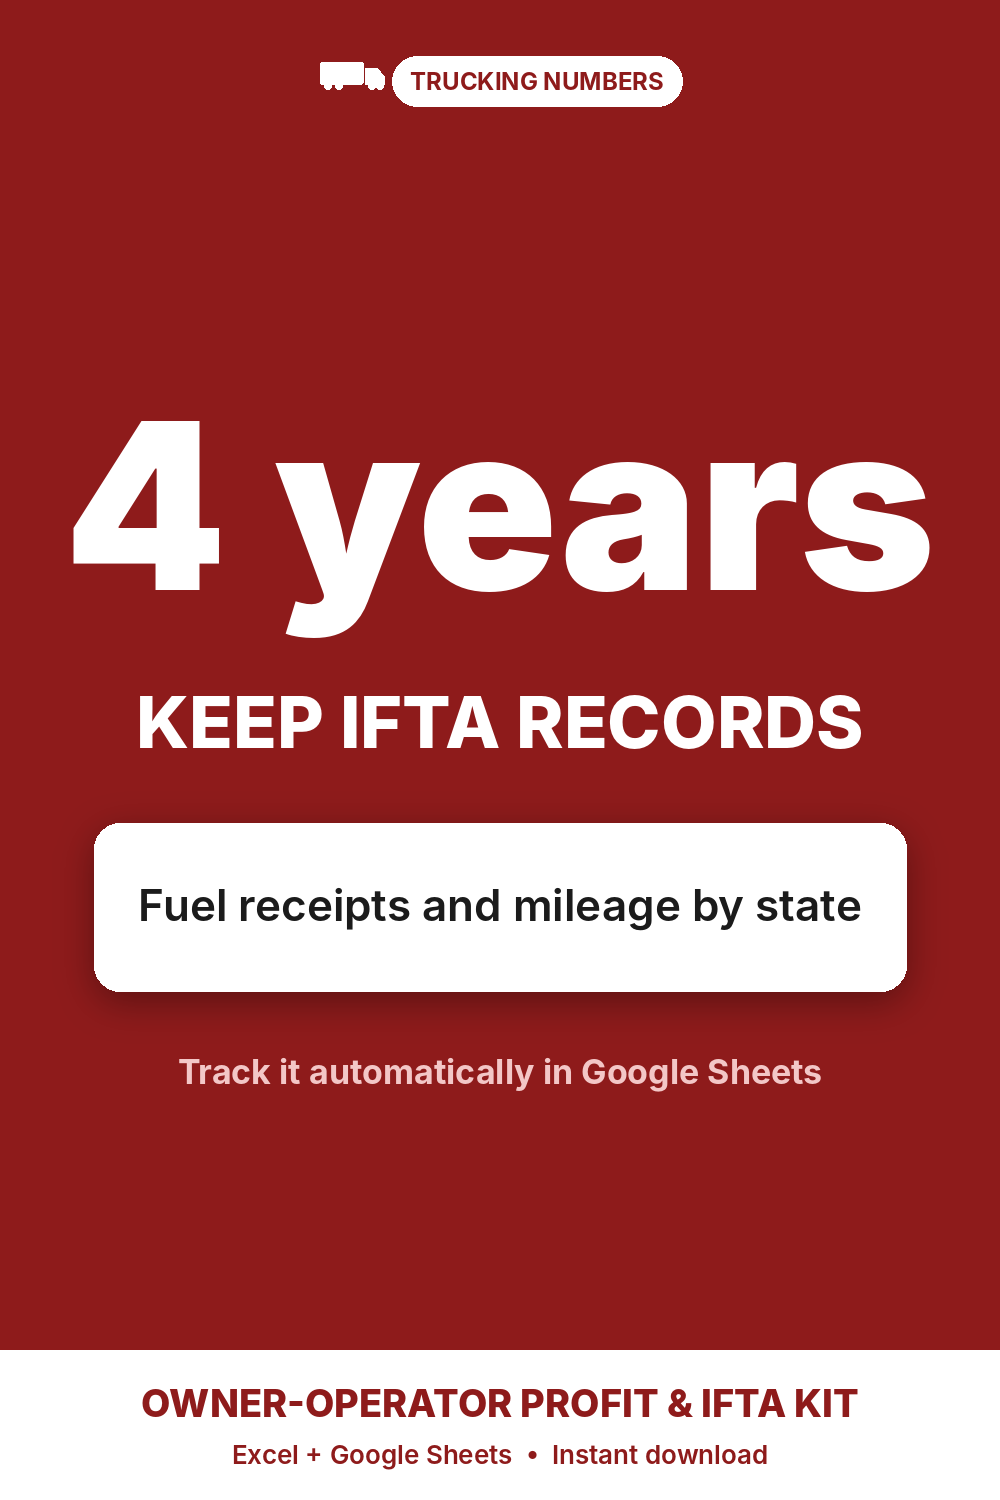 TRUCKING NUMBERS
4 years
KEEP IFTA RECORDS
Fuel receipts and mileage by state
Track it automatically in Google Sheets
OWNER-OPERATOR PROFIT & IFTA KIT
Excel + Google Sheets • Instant download